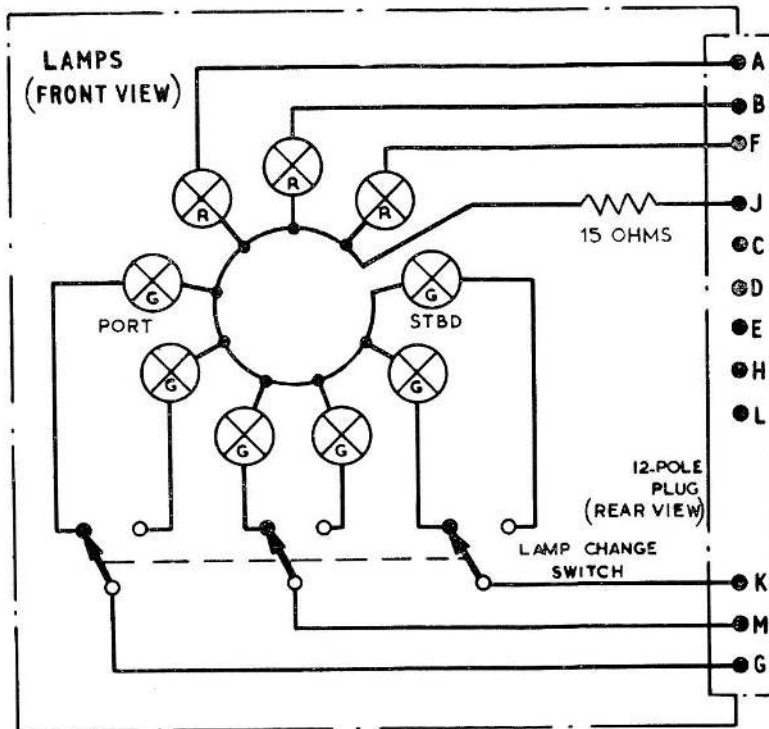 LAMPS
(FRONT VIEW)
A
B
F
J
C
D
E
H
L
R
R
R
15 OHMS
G
G
PORT
STBD
G
G
G
G
12-POLE
PLUG
(REAR VIEW)
LAMP CHANGE
SWITCH
K
M
G